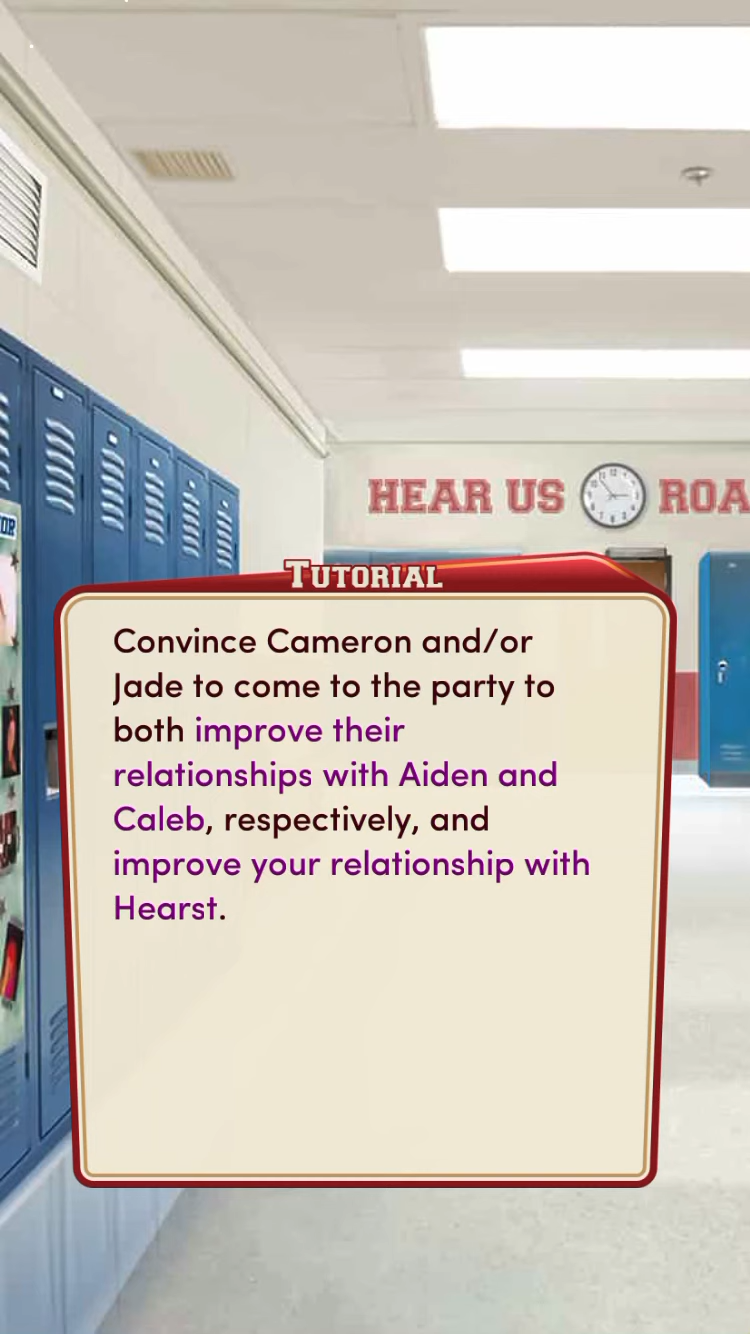 HEAR US ROA
TUTORIAL
Convince Cameron and/or
Jade to come to the party to
both improve their
relationships with Aiden and
Caleb, respectively, and
improve your relationship with
Hearst.